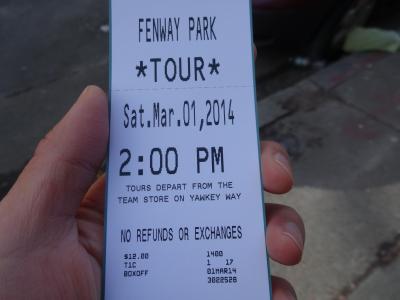 FENWAY PARK
*TOUR*
Sat.Mar.01,2014
2:00 PM
TOURS DEPART FROM THE
TEAM STORE ON YAWKEY WAY
NO REFUNDS OR EXCHANGES
$12.00 1400
TIC 1 17
BOXOFF 01MAR14
3022526